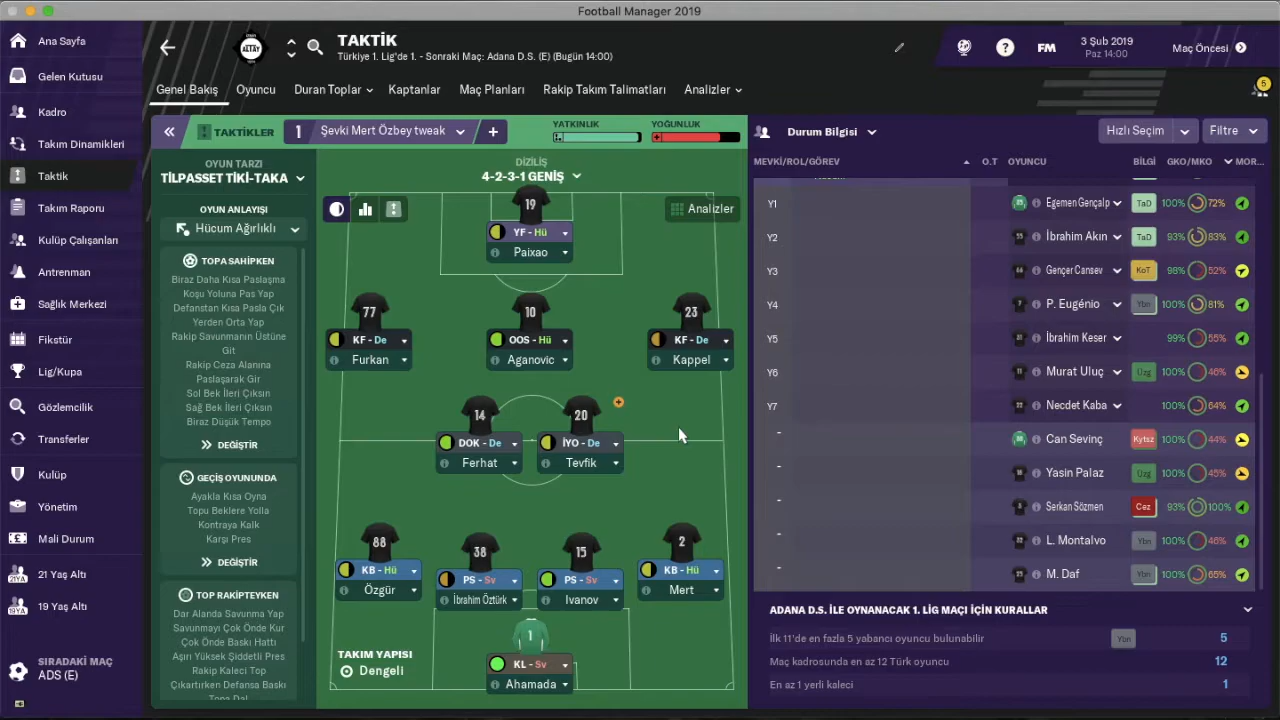 Football Manager 2019
Ana Sayfa
Gelen Kutusu
Kadro
Takım Dinamikleri
Taktik
Takım Raporu
Kulüp Çalışanları
Antrenman
Sağlık Merkezi
Fikstür
Lig/Kupa
Gözlemcilik
Transferler
Kulüp
Yönetim
Mali Durum
21YA
21 Yaş Altı
19YA
19 Yaş Altı
SIRADAKİ MAÇ
ADS (E)
ALTAY
TAKTİK
Türkiye 1. Lig'de 1. - Sonraki Maç: Adana D.S. (E) (Bugün 14:00)
FM
3 Şub 2019
Paz 14:00
Maç Öncesi
Genel Bakış
Oyuncu
Duran Toplar
Kaptanlar
Maç Planları
Rakip Takım Talimatları
Analizler
5
TAKTİKLER
1
Şevki Mert Özbey tweak
YATKINLIK
YOĞUNLUK
OYUN TARZI
TİLPASSET TİKİ-TAKA
OYUN ANLAYIŞI
Hücum Ağırlıklı
TOPA SAHİPKEN
Biraz Daha Kısa Paslaşma
Koşu Yoluna Pas Yap
Defanstan Kısa Pasla Çık
Yerden Orta Yap
Rakip Savunmanın Üstüne
Git
Rakip Ceza Alanına
Paslaşarak Gir
Sol Bek İleri Çıksın
Sağ Bek İleri Çıksın
Biraz Düşük Tempo
DEĞİŞTİR
GEÇİŞ OYUNUNDA
Ayakla Kısa Oyna
Topu Beklere Yolla
Kontraya Kalk
Karşı Pres
DEĞİŞTİR
TOP RAKİPTEYKEN
Dar Alanda Savunma Yap
Savunmayı Çok Önde Kur
Çok Önde Baskı Hattı
Aşırı Yüksek Şiddetli Pres
Rakip Kaleci Top
Çıkartırken Defansa Baskı
Topa Dal
DİZİLİŞ
4-2-3-1 GENİŞ
Analizler
19
YF - Hü
Paixao
77
KF - De
Furkan
10
OOS - Hü
Aganovic
23
KF - De
Kappel
14
DOK - De
Ferhat
20
İYO - De
Tevfik
88
KB - Hü
Özgür
38
PS - Sv
İbrahim Öztürk
15
PS - Sv
Ivanov
2
KB - Hü
Mert
1
KL - Sv
Ahamada
TAKIM YAPISI
Dengeli
Durum Bilgisi
Hızlı Seçim
Filtre
MEVKİ/ROL/GÖREV O.T OYUNCU BİLGİ GKO/MKO MOR...
Y1 Egemen Gençalp TaD 100% 72%
Y2 İbrahim Akın TaD 93% 83%
Y3 Gençer Cansev KoT 98% 52%
Y4 P. Eugénio Ybn 100% 81%
Y5 İbrahim Keser 99% 55%
Y6 Murat Uluç Üzg 100% 46%
Y7 Necdet Kaba 100% 64%
- Can Sevinç Kytsz 100% 44%
- Yasin Palaz Üzg 100% 45%
- Serkan Sözmen Cez 93% 100%
- L. Montalvo Ybn 100% 46%
- M. Daf Ybn 100% 65%
ADANA D.S. İLE OYNANACAK 1. LİG MAÇI İÇİN KURALLAR
İlk 11'de en fazla 5 yabancı oyuncu bulunabilir Ybn 5
Maç kadrosunda en az 12 Türk oyuncu 12
En az 1 yerli kaleci 1